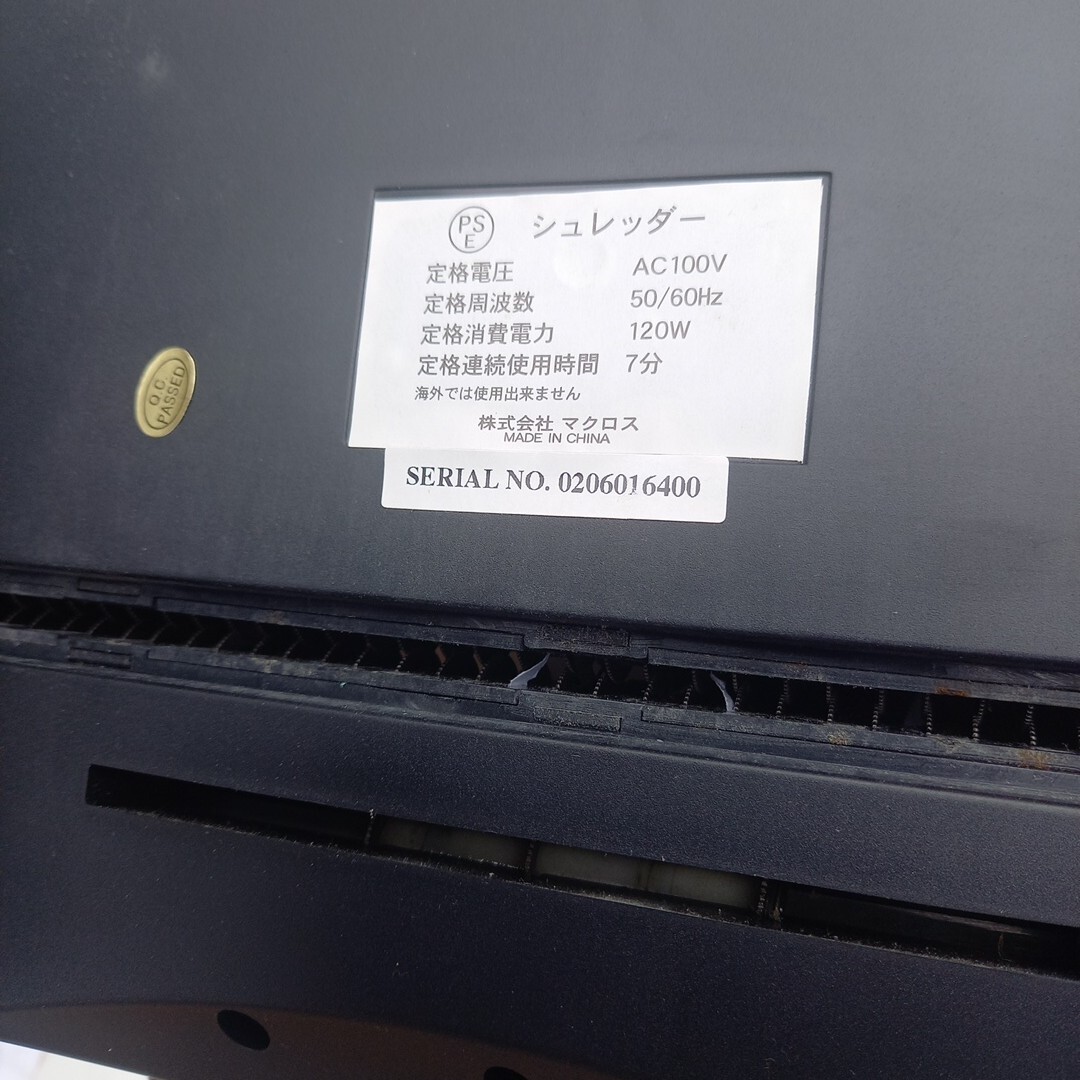 PS
E
シュレッダー
定格電圧 AC100V
定格周波数 50/60Hz
定格消費電力 120W
定格連続使用時間 7分
海外では使用出来ません
株式会社 マクロス
MADE IN CHINA
SERIAL NO. 0206016400
Q C
PASSED